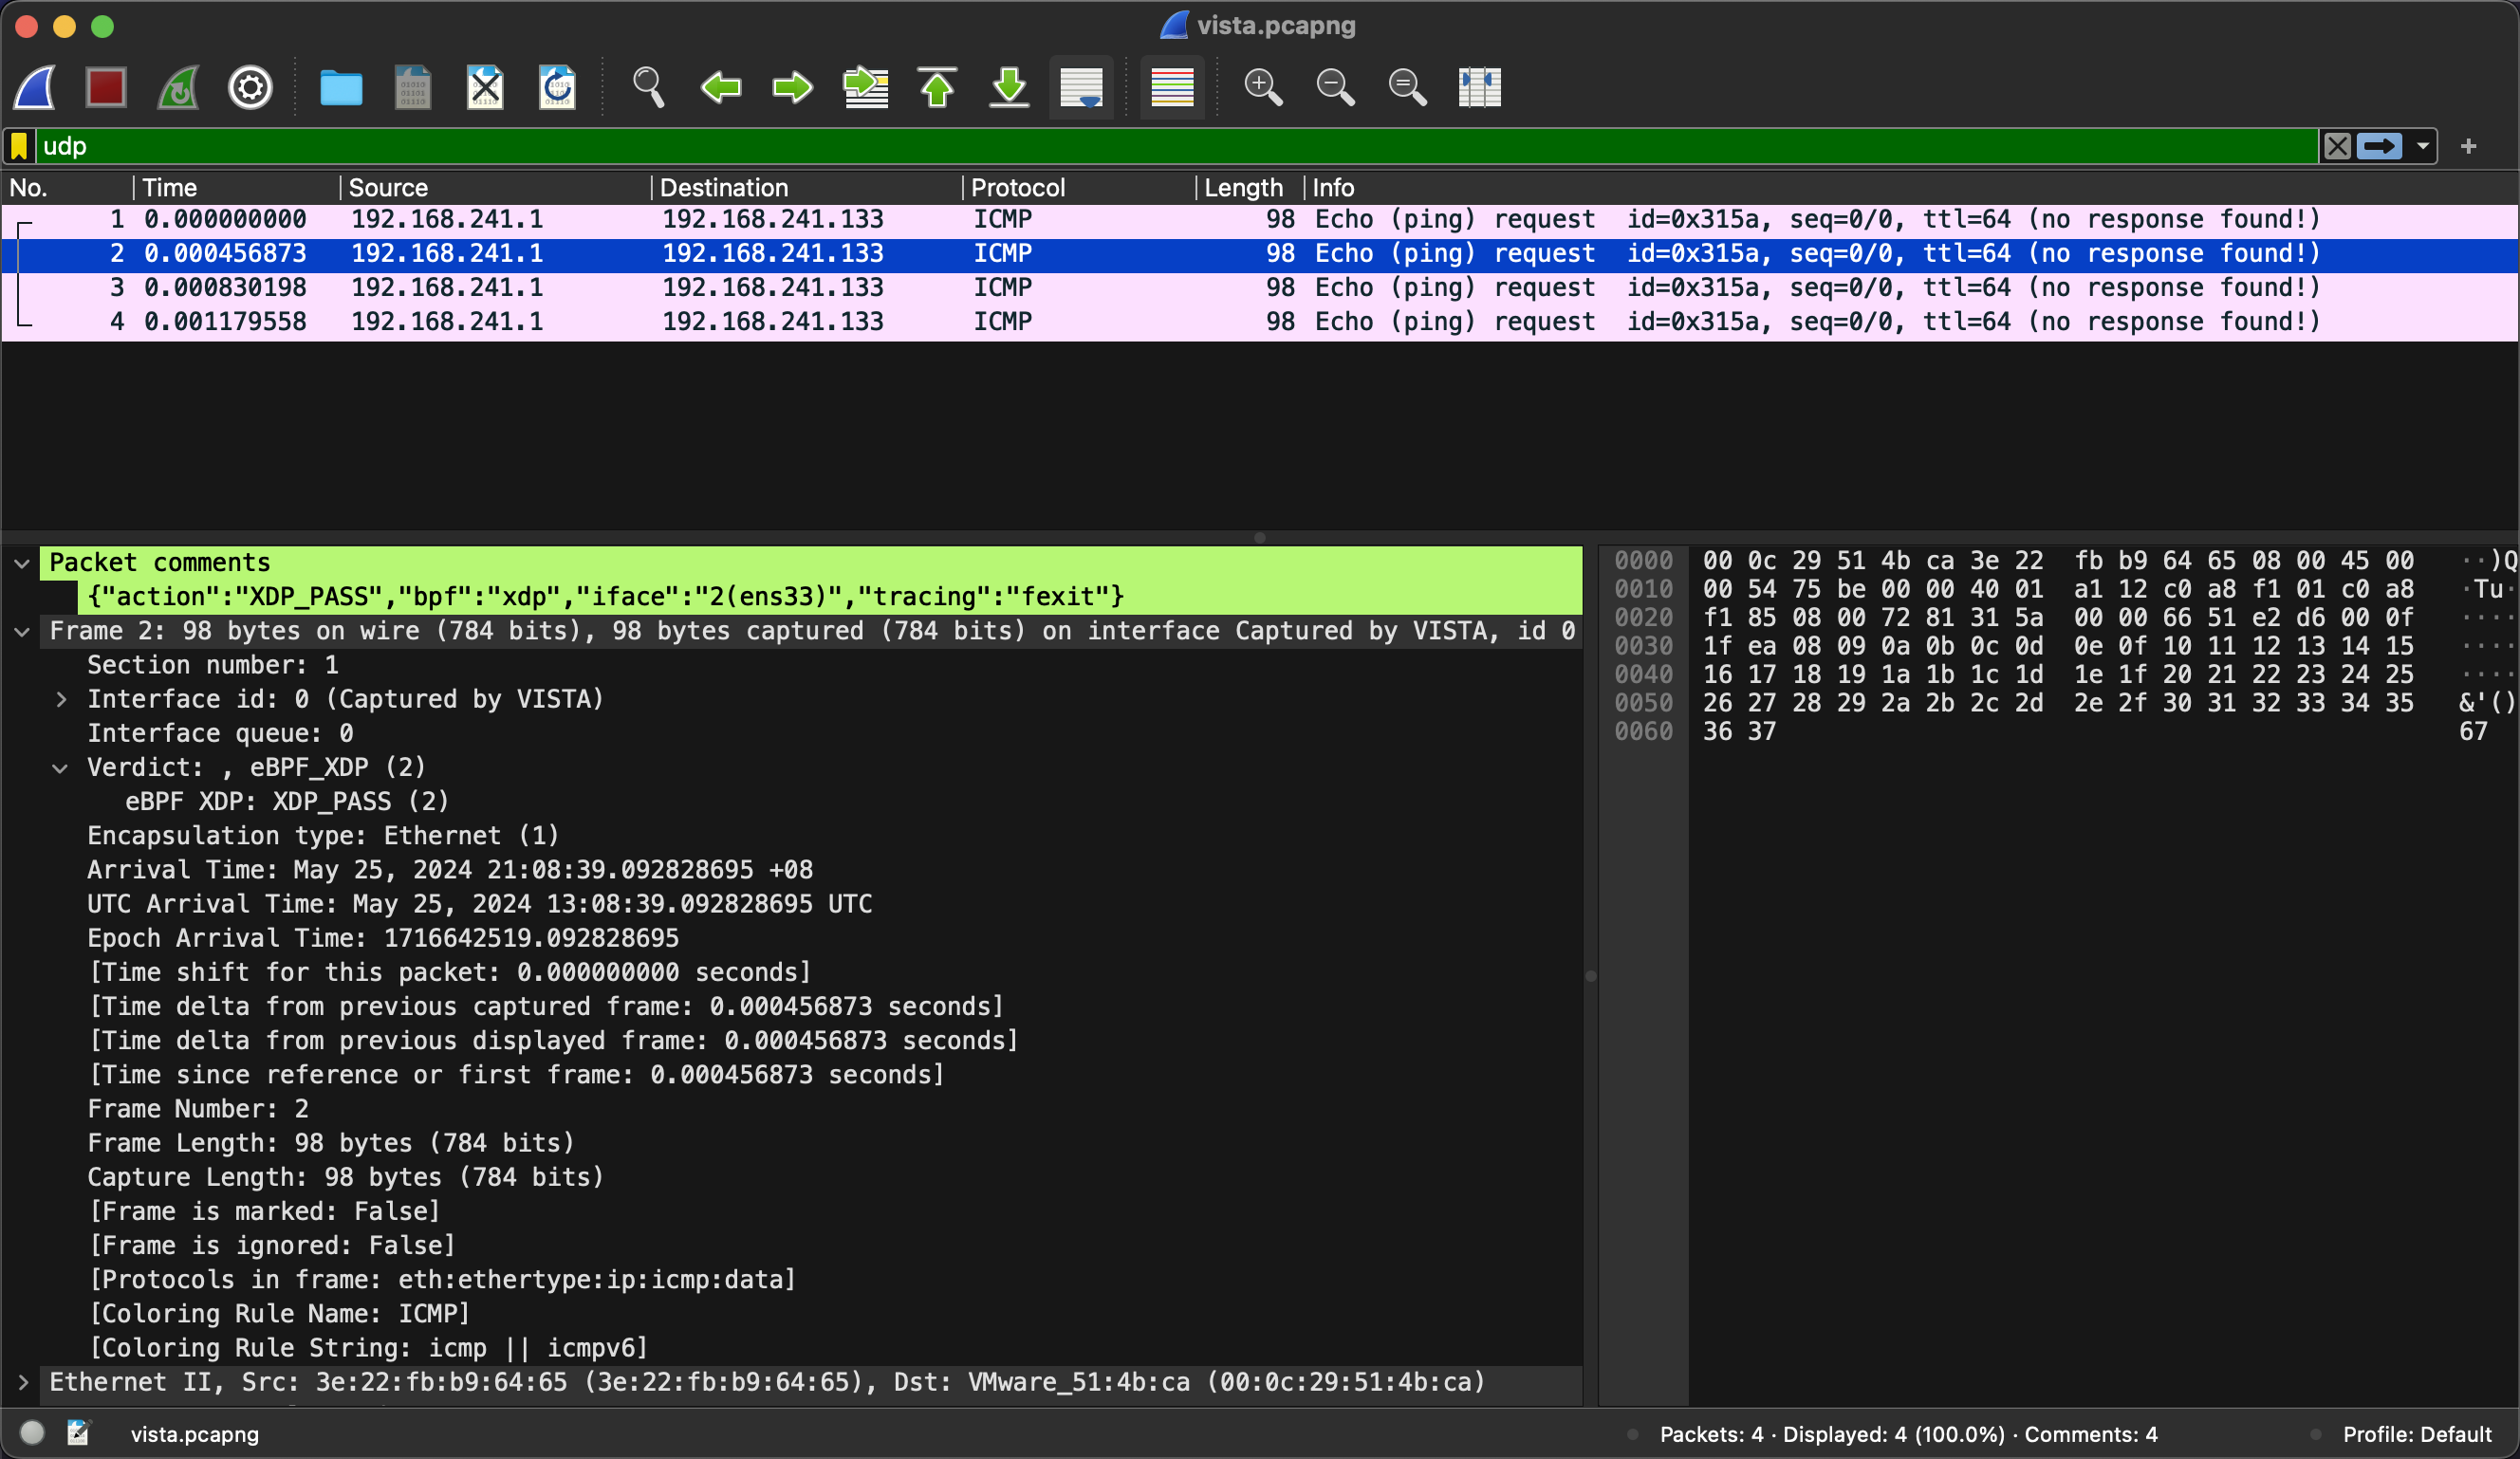 vista.pcapng
udp
No. Time Source Destination Protocol Length Info
1 0.000000000 192.168.241.1 192.168.241.133 ICMP 98 Echo (ping) request id=0x315a, seq=0/0, ttl=64 (no response found!)
2 0.000456873 192.168.241.1 192.168.241.133 ICMP 98 Echo (ping) request id=0x315a, seq=0/0, ttl=64 (no response found!)
3 0.000830198 192.168.241.1 192.168.241.133 ICMP 98 Echo (ping) request id=0x315a, seq=0/0, ttl=64 (no response found!)
4 0.001179558 192.168.241.1 192.168.241.133 ICMP 98 Echo (ping) request id=0x315a, seq=0/0, ttl=64 (no response found!)
Packet comments
{"action":"XDP_PASS","bpf":"xdp","iface":"2(ens33)","tracing":"fexit"}
Frame 2: 98 bytes on wire (784 bits), 98 bytes captured (784 bits) on interface Captured by VISTA, id 0
Section number: 1
Interface id: 0 (Captured by VISTA)
Interface queue: 0
Verdict: , eBPF_XDP (2)
eBPF XDP: XDP_PASS (2)
Encapsulation type: Ethernet (1)
Arrival Time: May 25, 2024 21:08:39.092828695 +08
UTC Arrival Time: May 25, 2024 13:08:39.092828695 UTC
Epoch Arrival Time: 1716642519.092828695
[Time shift for this packet: 0.000000000 seconds]
[Time delta from previous captured frame: 0.000456873 seconds]
[Time delta from previous displayed frame: 0.000456873 seconds]
[Time since reference or first frame: 0.000456873 seconds]
Frame Number: 2
Frame Length: 98 bytes (784 bits)
Capture Length: 98 bytes (784 bits)
[Frame is marked: False]
[Frame is ignored: False]
[Protocols in frame: eth:ethertype:ip:icmp:data]
[Coloring Rule Name: ICMP]
[Coloring Rule String: icmp || icmpv6]
Ethernet II, Src: 3e:22:fb:b9:64:65 (3e:22:fb:b9:64:65), Dst: VMware_51:4b:ca (00:0c:29:51:4b:ca)
0000 00 0c 29 51 4b ca 3e 22 fb b9 64 65 08 00 45 00 ··)Q
0010 00 54 75 be 00 00 40 01 a1 12 c0 a8 f1 01 c0 a8 ·Tu·
0020 f1 85 08 00 72 81 31 5a 00 00 66 51 e2 d6 00 0f ····
0030 1f ea 08 09 0a 0b 0c 0d 0e 0f 10 11 12 13 14 15 ····
0040 16 17 18 19 1a 1b 1c 1d 1e 1f 20 21 22 23 24 25 ····
0050 26 27 28 29 2a 2b 2c 2d 2e 2f 30 31 32 33 34 35 &'()
0060 36 37 67
vista.pcapng
Packets: 4 · Displayed: 4 (100.0%) · Comments: 4
Profile: Default